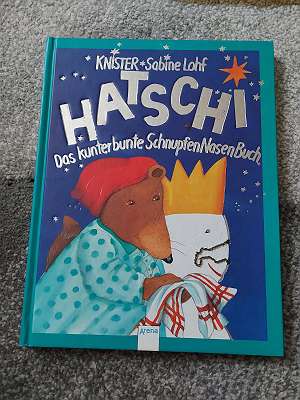 KNISTER * Sabine Lohf
HATSCHI
Das kunterbunte SchnupfenNasenBuch
Arena